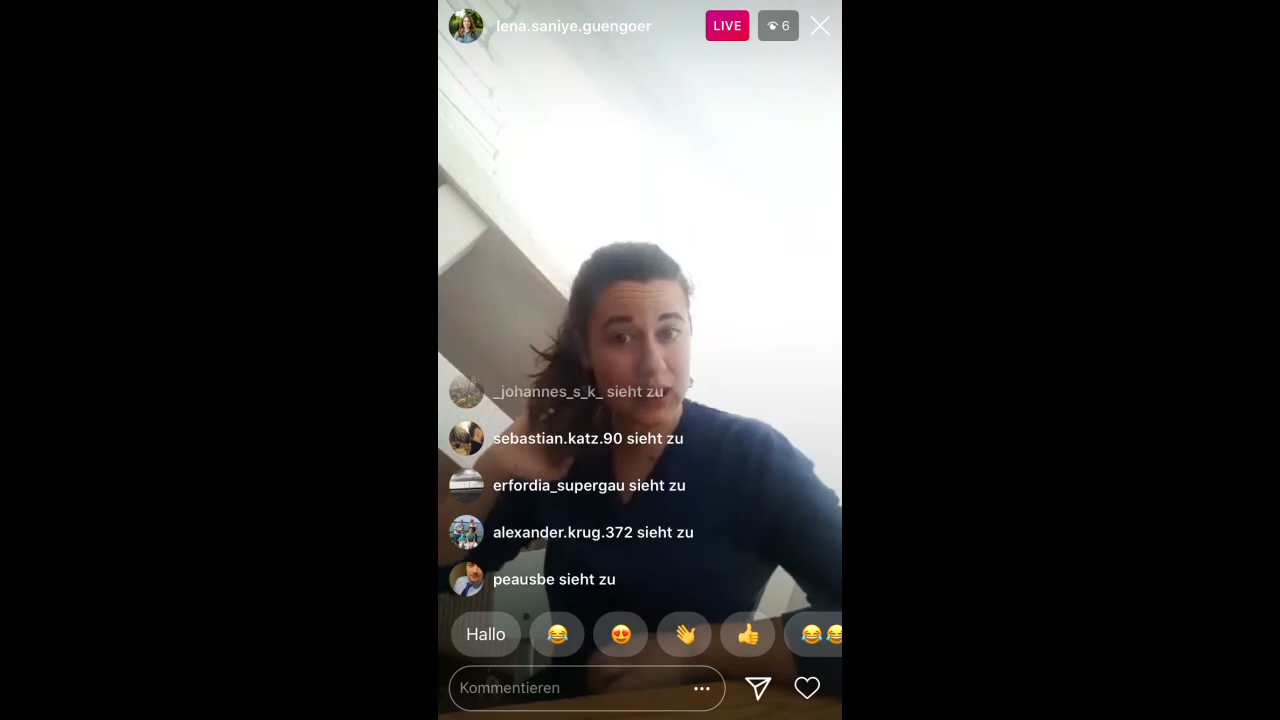 lena.saniye.guengoer
LIVE
6
_johannes_s_k_ sieht zu
sebastian.katz.90 sieht zu
erfordia_supergau sieht zu
alexander.krug.372 sieht zu
peausbe sieht zu
Hallo
Kommentieren